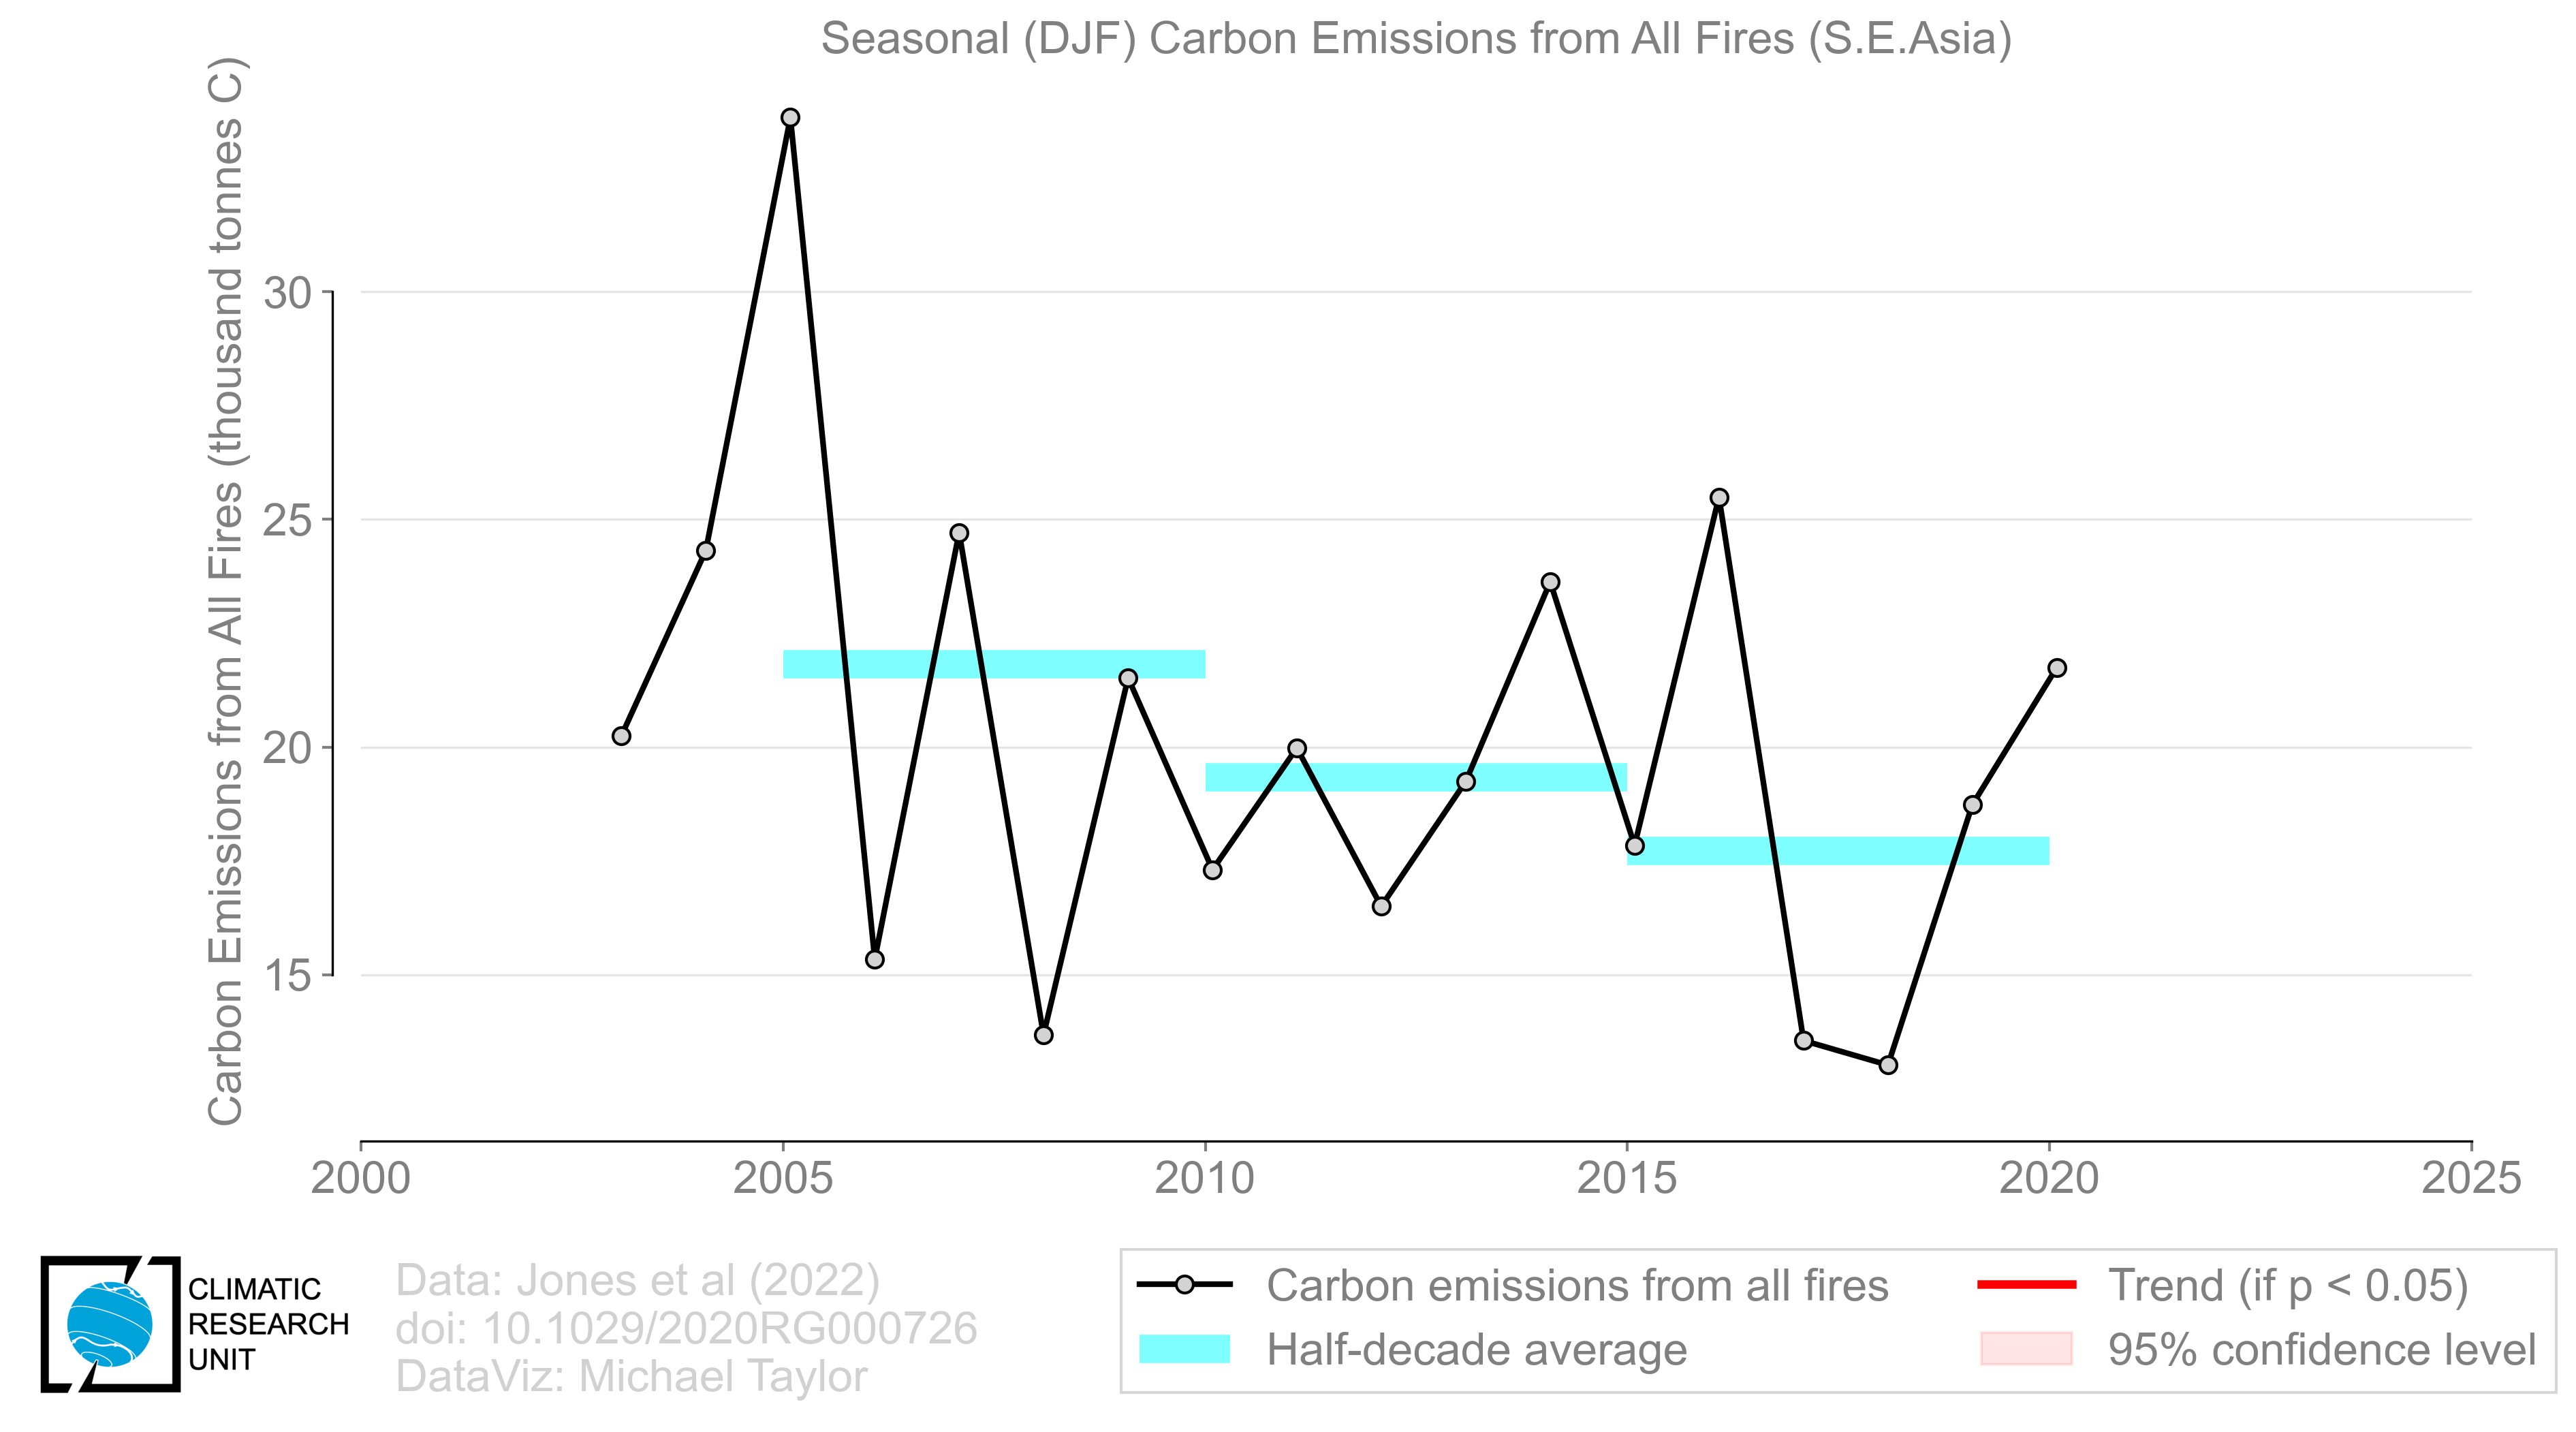 Seasonal (DJF) Carbon Emissions from All Fires (S.E.Asia)
Carbon Emissions from All Fires (thousand tonnes C)
30
25
20
15
2000
2005
2010
2015
2020
2025
CLIMATIC
RESEARCH
UNIT
Data: Jones et al (2022)
doi: 10.1029/2020RG000726
DataViz: Michael Taylor
Carbon emissions from all fires
Half-decade average
Trend (if p < 0.05)
95% confidence level